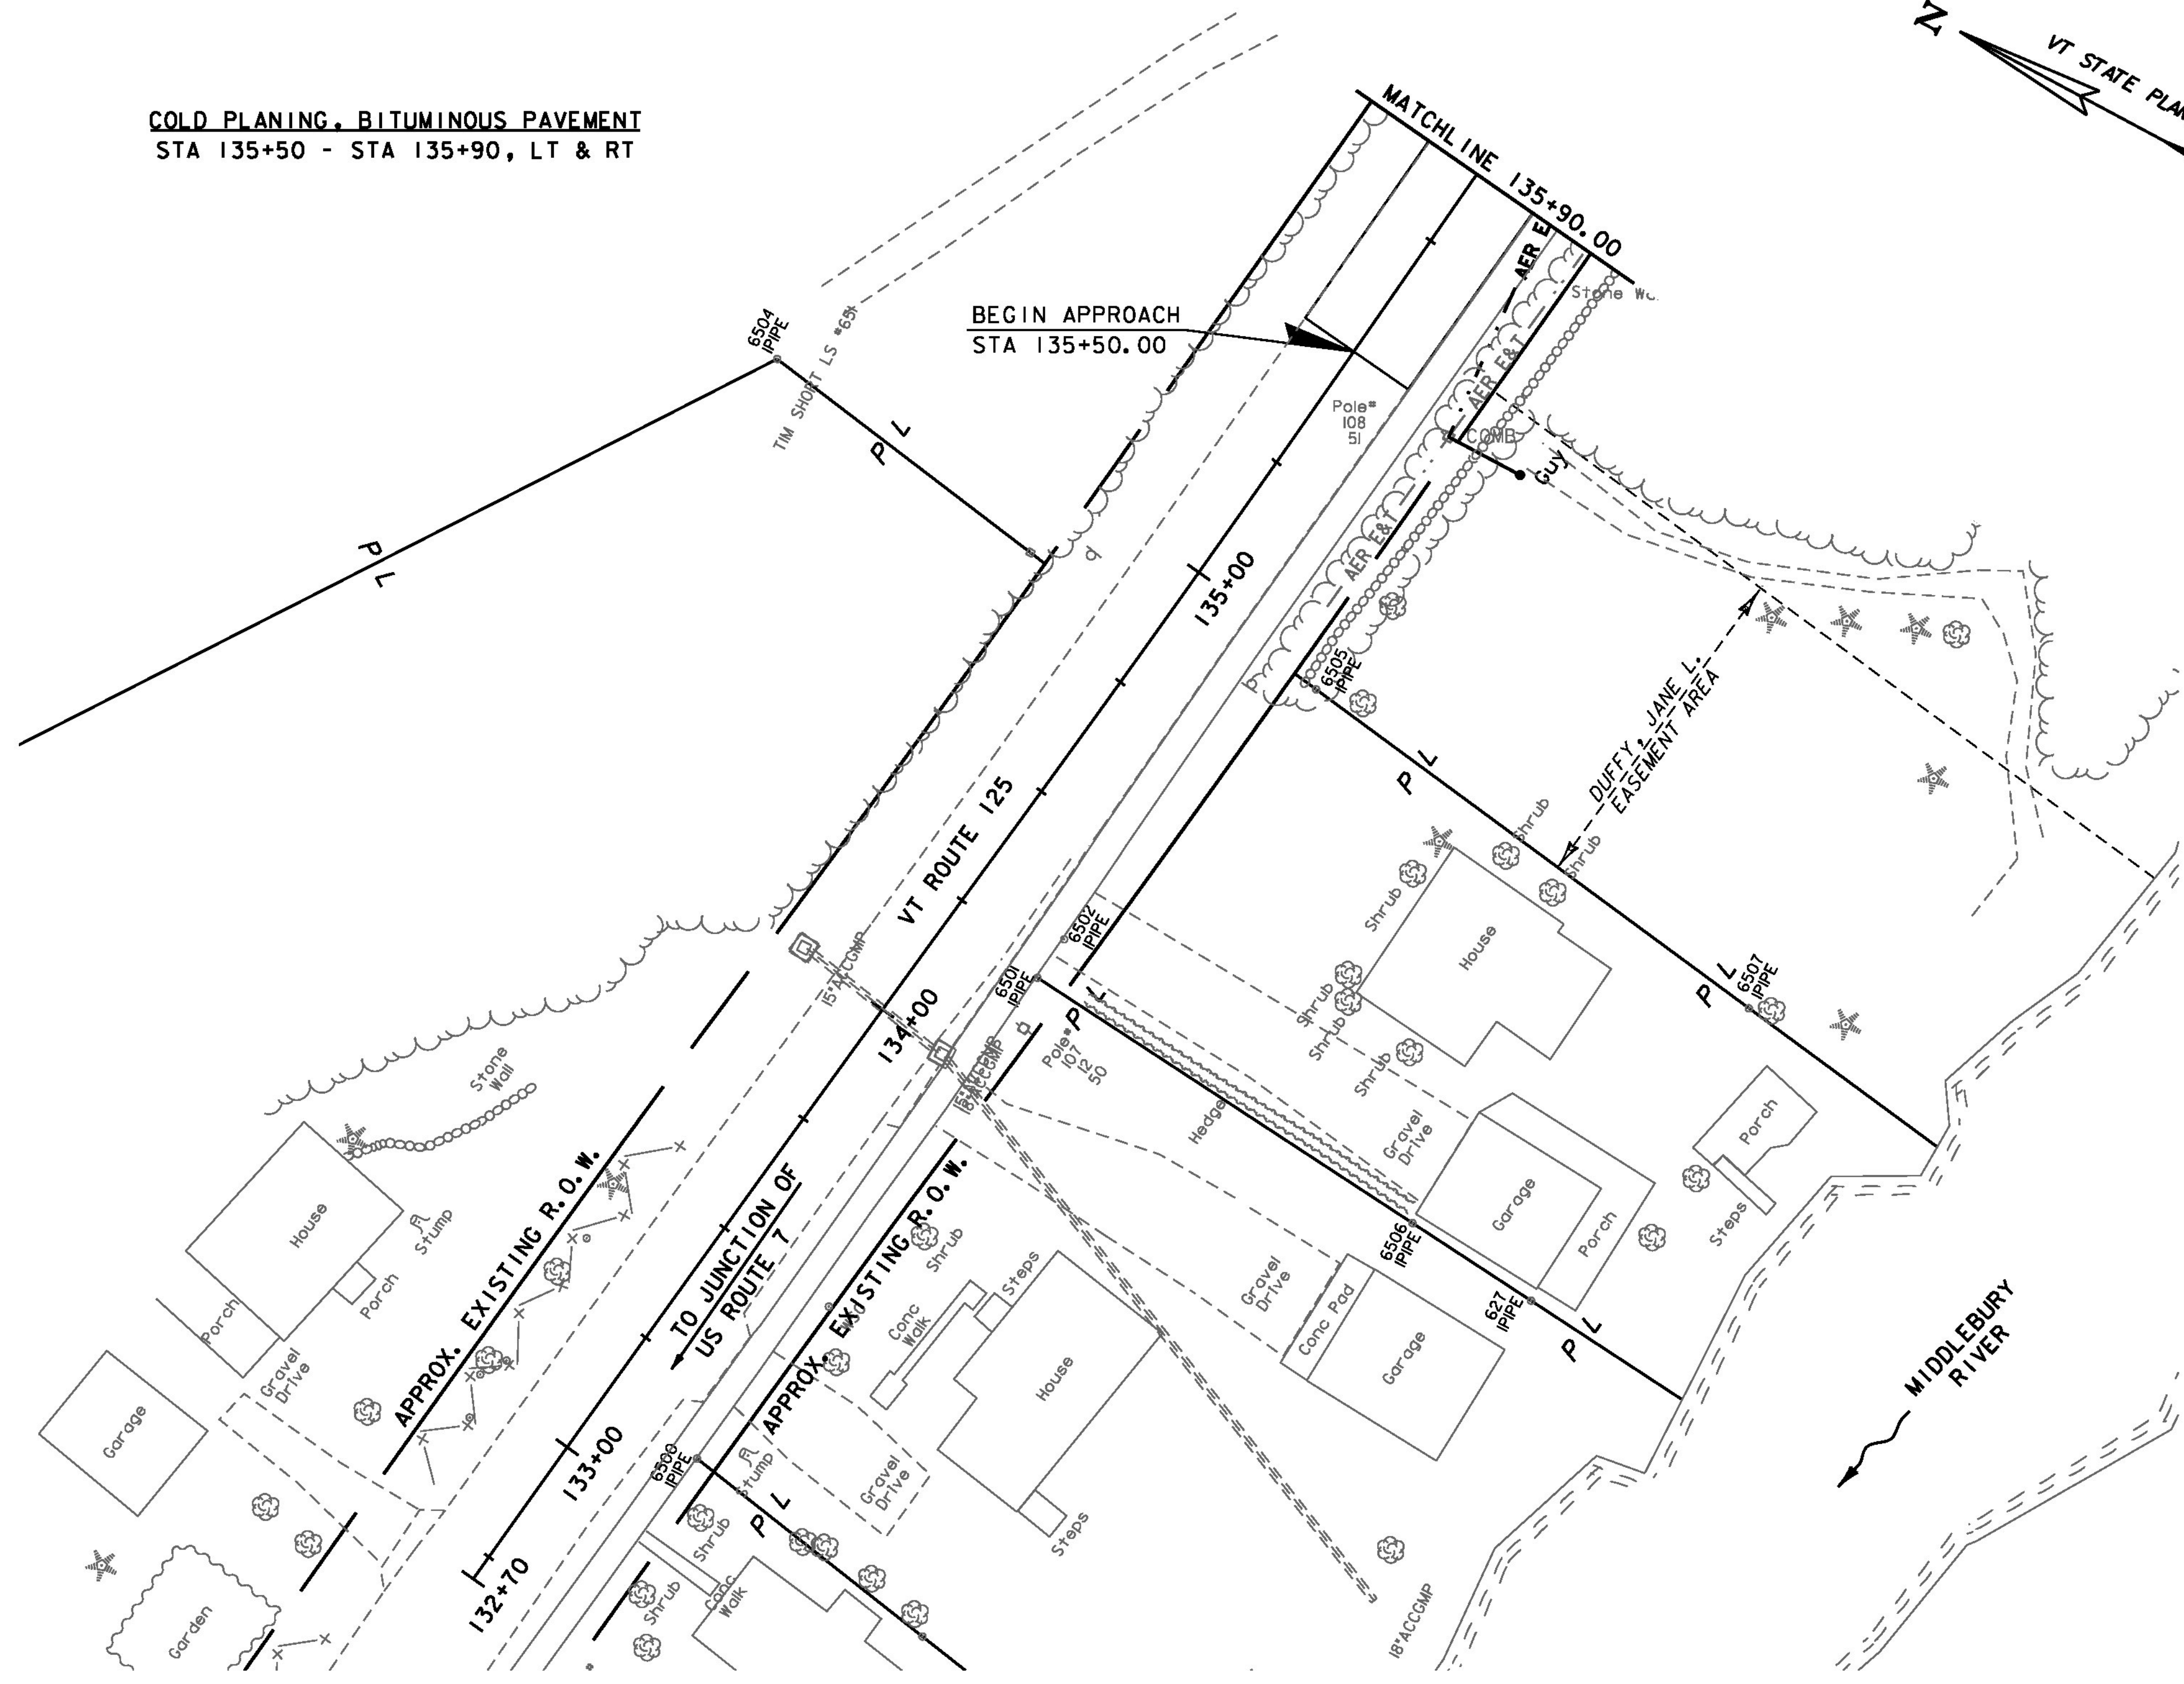 COLD PLANING, BITUMINOUS PAVEMENT
STA 135+50 - STA 135+90, LT & RT
N
VT STATE
MATCHLINE 135+90.00
AER E
BEGIN APPROACH
STA 135+50.00
6504
IPIPE
TIM SHORT LS
P L
P L
Pole#
108
51
Stone
AER E&T
COMB
Guy
AER E&T
135+00
6505
IPIPE
P L
DUFFY, JANE L.
EASEMENT AREA
Shrub
Shrub
Shrub
House
VT ROUTE 125
6502
IPIPE
6501
IPIPE
P L
15"ACCGMP
134+00
Pole#
107
12
50
Shrub
Shrub
Shrub
P L
6507
IPIPE
Stone
Wall
Hedge
Gravel
Drive
Porch
Steps
Garage
Porch
House
Stump
Porch
Porch
Gravel
Drive
Garage
APPROX. EXISTING R.O.W.
TO JUNCTION OF
US ROUTE 7
APPROX. EXISTING R.O.W.
Shrub
Steps
Conc
Walk
House
Steps
Gravel
Drive
Conc Pad
Garage
6506
IPIPE
627
IPIPE
P L
MIDDLEBURY
RIVER
133+00
6500
IPIPE
Stump
Gravel
Drive
P L
Shrub
Shrub
Conc
Walk
132+70
Garden
18"ACCGMP